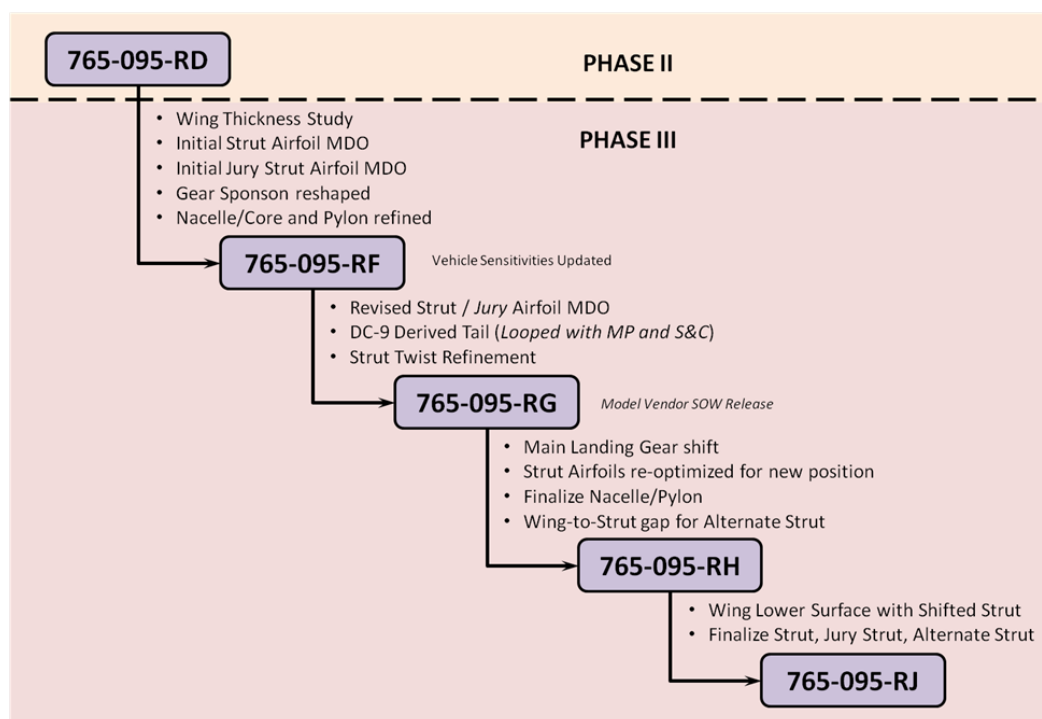 765-095-RD
PHASE II
PHASE III
• Wing Thickness Study
• Initial Strut Airfoil MDO
• Initial Jury Strut Airfoil MDO
• Gear Sponson reshaped
• Nacelle/Core and Pylon refined
765-095-RF
Vehicle Sensitivities Updated
• Revised Strut / Jury Airfoil MDO
• DC-9 Derived Tail (Looped with MP and S&C)
• Strut Twist Refinement
765-095-RG
Model Vendor SOW Release
• Main Landing Gear shift
• Strut Airfoils re-optimized for new position
• Finalize Nacelle/Pylon
• Wing-to-Strut gap for Alternate Strut
765-095-RH
• Wing Lower Surface with Shifted Strut
• Finalize Strut, Jury Strut, Alternate Strut
765-095-RJ